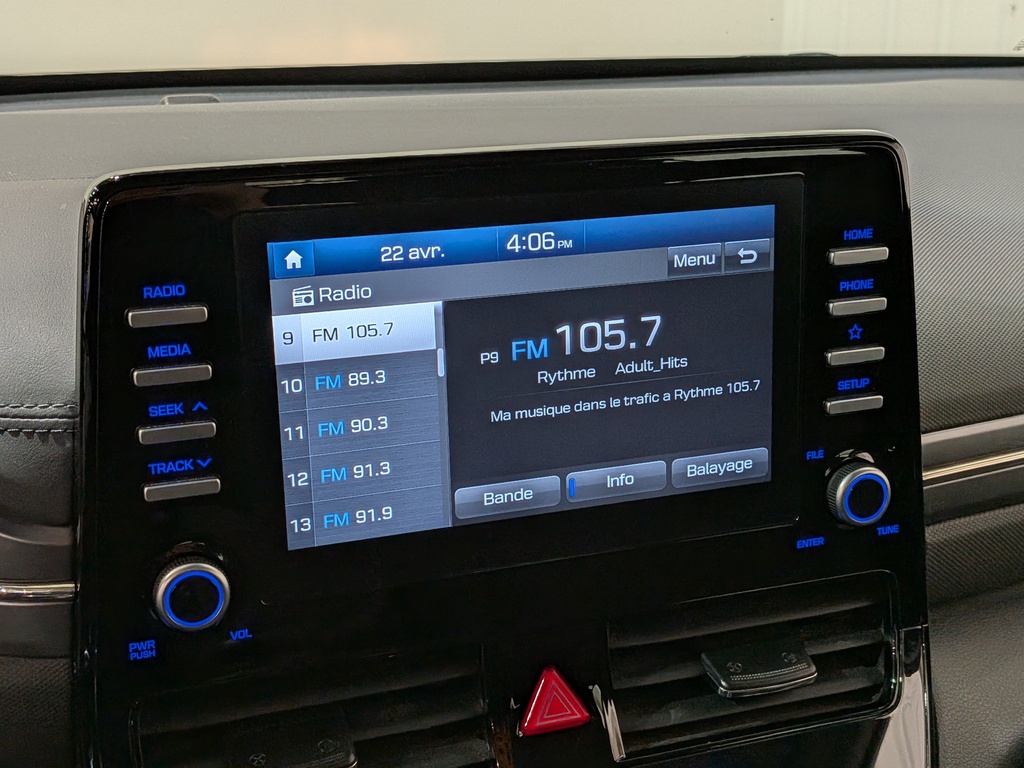 22 avr. 4:06 PM
Menu
Radio
9 FM 105.7
10 FM 89.3
11 FM 90.3
12 FM 91.3
13 FM 91.9
P9 FM 105.7
Rythme Adult_Hits
Ma musique dans le trafic a Rythme 105.7
Bande Info Balayage
RADIO
MEDIA
SEEK
TRACK
PWR
PUSH
VOL
HOME
PHONE
SETUP
FILE
TUNE
ENTER